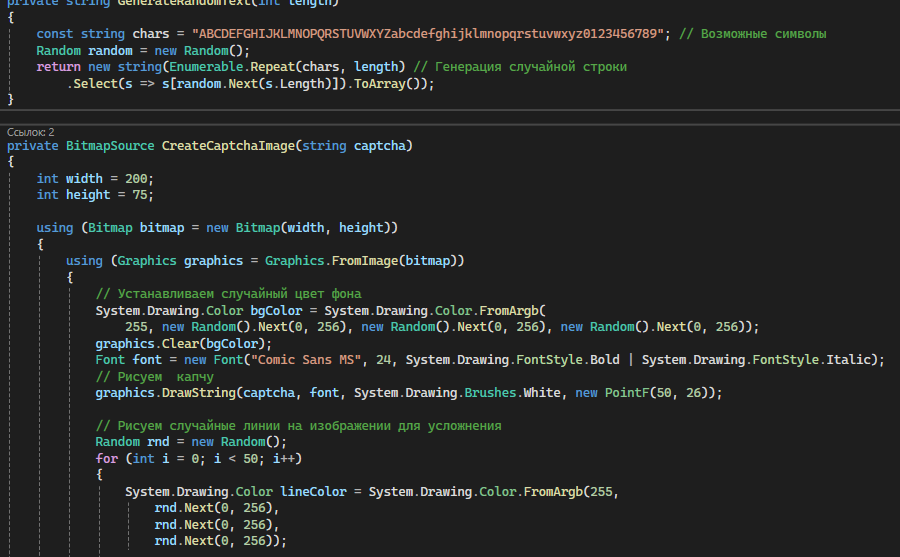 private string GenerateRandomText(int length)
{
const string chars = "ABCDEFGHIJKLMNOPQRSTUVWXYZabcdefghijklmnopqrstuvwxyz0123456789"; // Возможные символы
Random random = new Random();
return new string(Enumerable.Repeat(chars, length) // Генерация случайной строки
.Select(s => s[random.Next(s.Length)]).ToArray());
}
Ссылок: 2
private BitmapSource CreateCaptchaImage(string captcha)
{
int width = 200;
int height = 75;
using (Bitmap bitmap = new Bitmap(width, height))
{
using (Graphics graphics = Graphics.FromImage(bitmap))
{
// Устанавливаем случайный цвет фона
System.Drawing.Color bgColor = System.Drawing.Color.FromArgb(
255, new Random().Next(0, 256), new Random().Next(0, 256), new Random().Next(0, 256));
graphics.Clear(bgColor);
Font font = new Font("Comic Sans MS", 24, System.Drawing.FontStyle.Bold | System.Drawing.FontStyle.Italic);
// Рисуем  капчу
graphics.DrawString(captcha, font, System.Drawing.Brushes.White, new PointF(50, 26));
// Рисуем случайные линии на изображении для усложнения
Random rnd = new Random();
for (int i = 0; i < 50; i++)
{
System.Drawing.Color lineColor = System.Drawing.Color.FromArgb(255,
rnd.Next(0, 256),
rnd.Next(0, 256),
rnd.Next(0, 256));